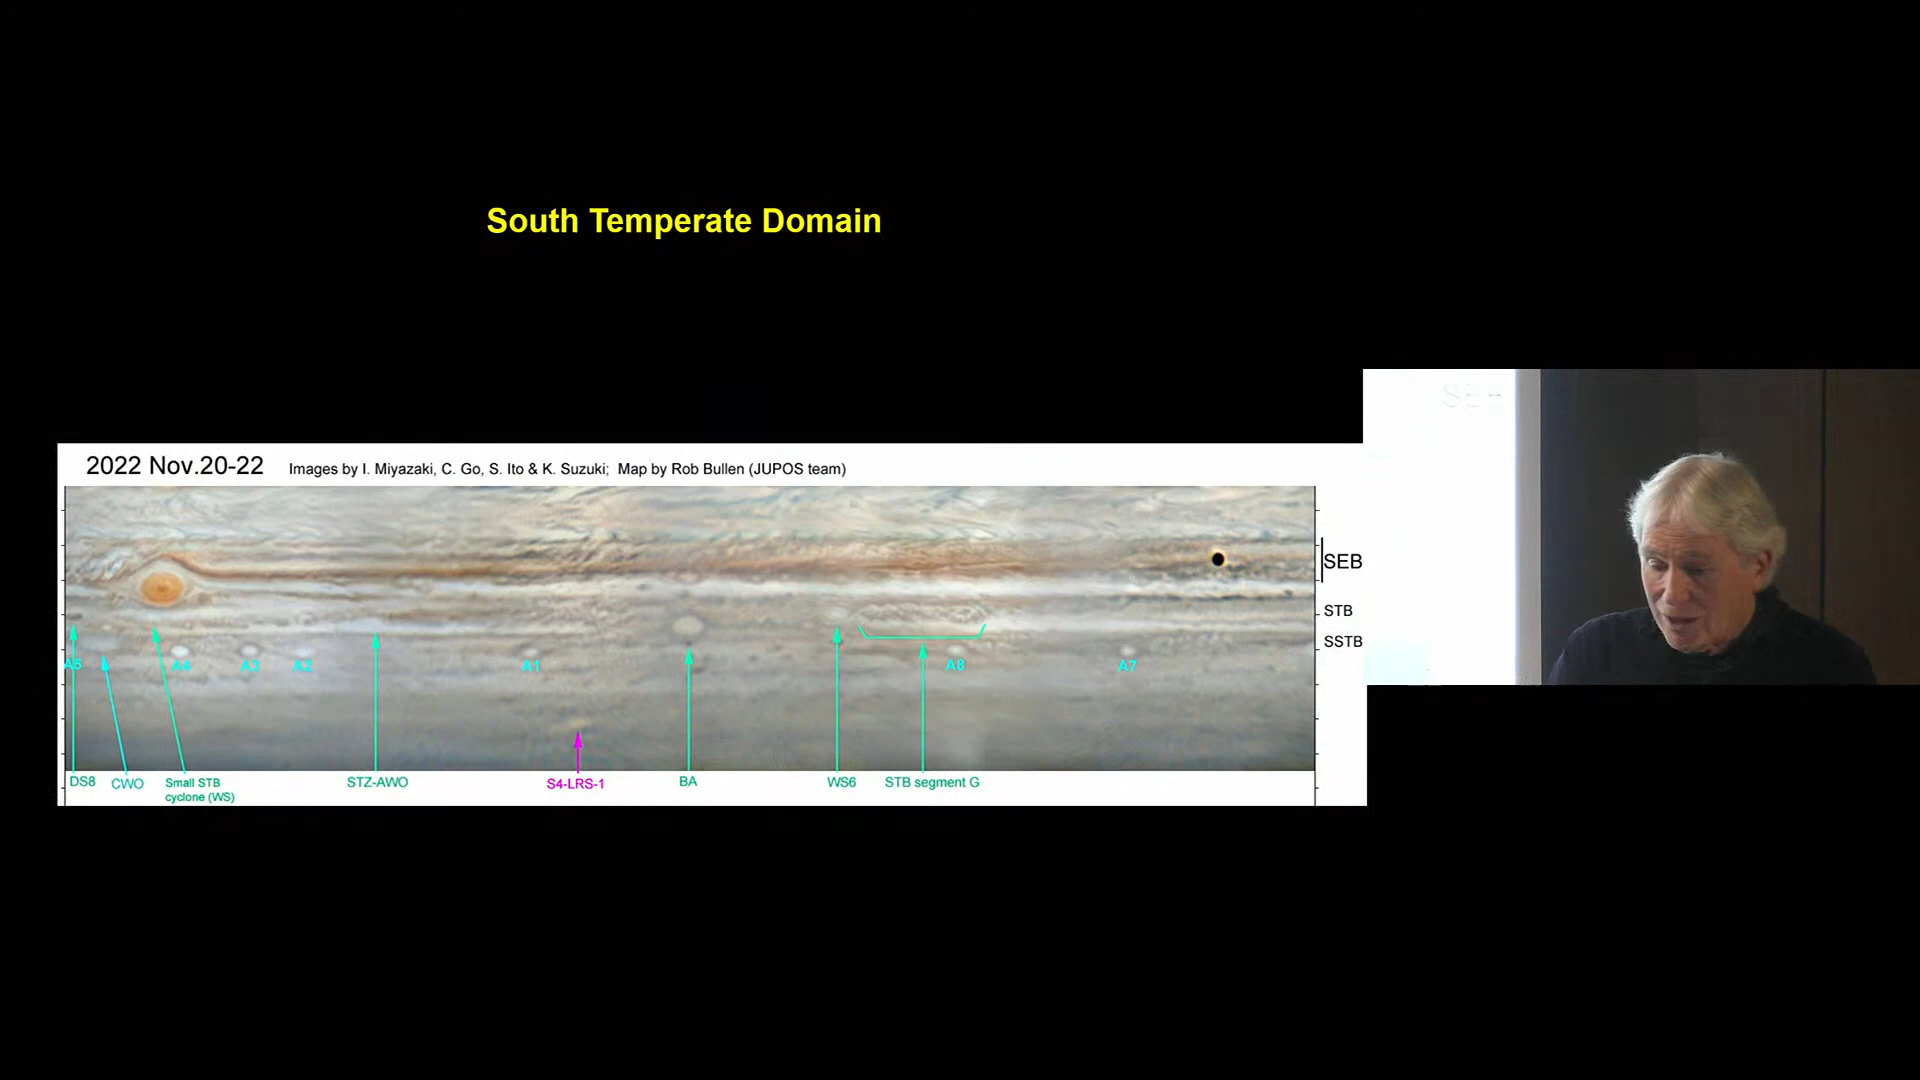 South Temperate Domain
2022 Nov.20-22 Images by I. Miyazaki, C. Go, S. Ito & K. Suzuki; Map by Rob Bullen (JUPOS team)
SEB
SEB
STB
SSTB
A5 A4 A3 A2 A1 A8 A7
DS8 CWO Small STB STZ-AWO S4-LRS-1 BA WS6 STB segment G
cyclone (WS)